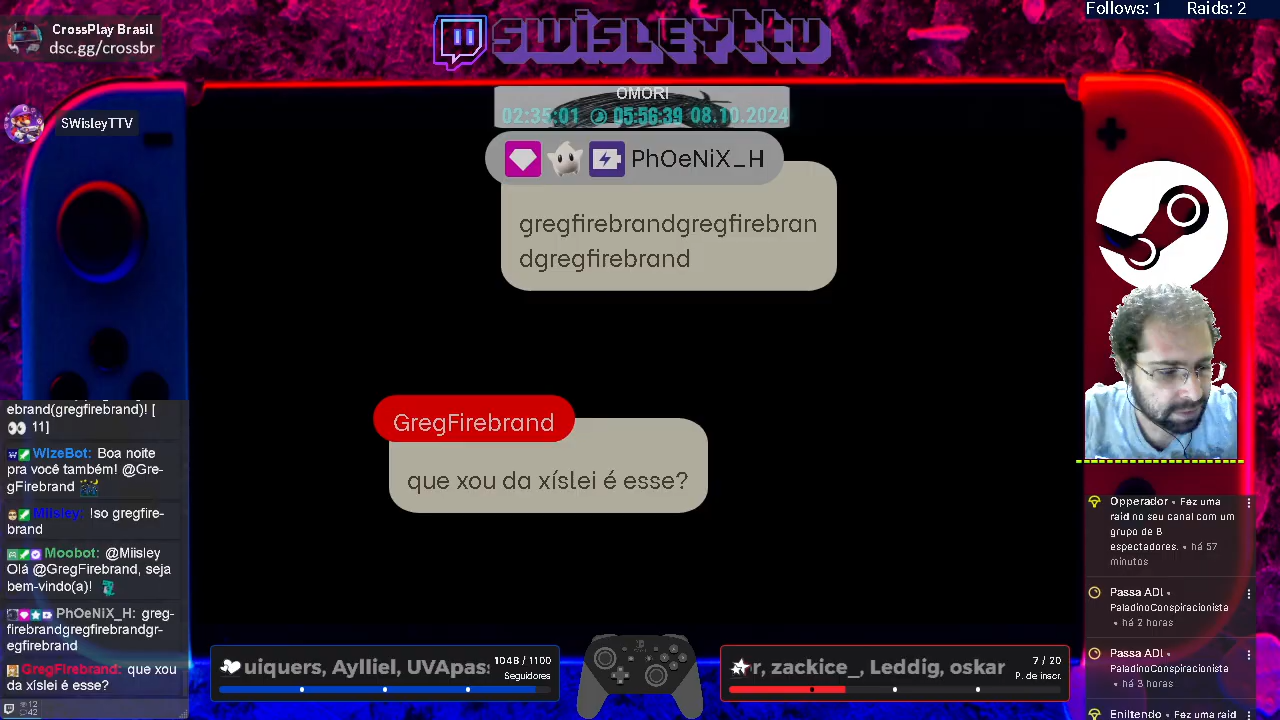 CrossPlay Brasil
dsc.gg/crossbr
SWISLEYTTV
Follows: 1 Raids: 2
SWisleyTTV
OMORI
02:35:01 05:56:39 08.10.2024
PhOeNiX_H
gregfirebrandgregfirebran
dgregfirebrand
GregFirebrand
que xou da xíslei é esse?
ebrand(gregfirebrand)! [
11]
WIzeBot: Boa noite
pra você também! @Gre-
gFirebrand
Miisley: Iso gregfire-
brand
Moobot: @Miisley
Olá @GregFirebrand, seja
bem-vindo(a)!
PhOeNiX_H: greg-
firebrandgregfirebrandgr-
egfirebrand
GregFirebrand: que xou
da xíslei é esse?
12
42
uiquers, Aylliel, UVApas
1048 / 1100
Seguidores
r, zackice_, Leddig, oskar
7 / 20
P. de inscr.
Opperador • Fez uma
raid no seu canal com um
grupo de 8
espectadores. • há 57
minutos
Passa AD! •
PaladinoConspiracionista
• há 2 horas
Passa AD! •
PaladinoConspiracionista
• há 3 horas
Eniltendo • Fez uma raid